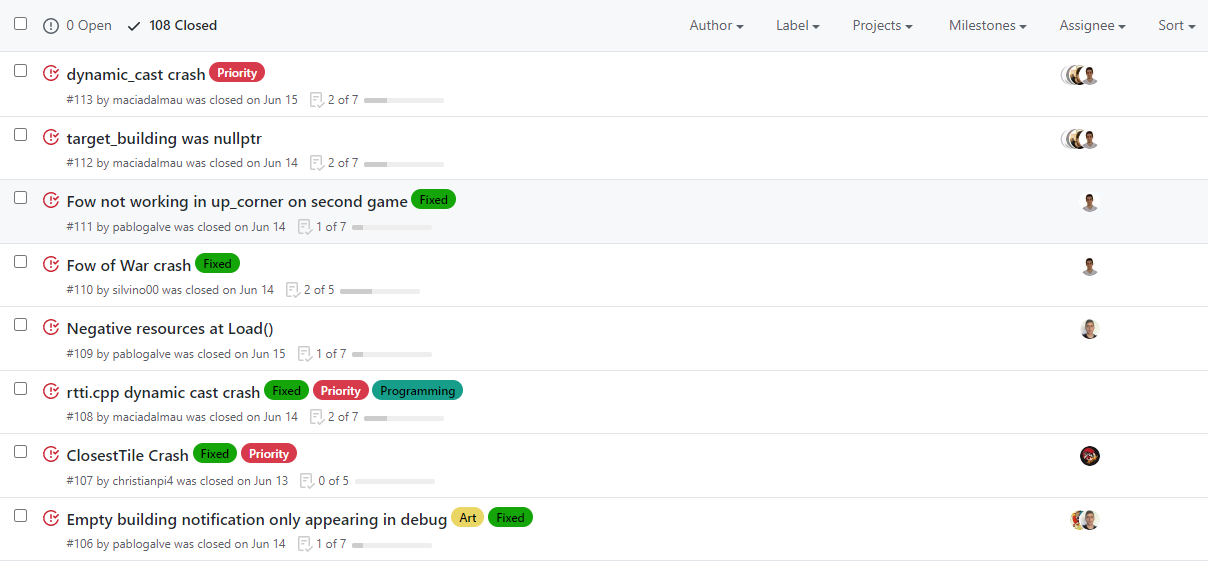 0 Open 108 Closed Author Label Projects Milestones Assignee Sort
dynamic_cast crash Priority
#113 by maciadalmau was closed on Jun 15 2 of 7
target_building was nullptr
#112 by maciadalmau was closed on Jun 14 2 of 7
Fow not working in up_corner on second game Fixed
#111 by pablogalve was closed on Jun 14 1 of 7
Fow of War crash Fixed
#110 by silvino00 was closed on Jun 14 2 of 5
Negative resources at Load()
#109 by pablogalve was closed on Jun 15 1 of 7
rtti.cpp dynamic cast crash Fixed Priority Programming
#108 by maciadalmau was closed on Jun 14 2 of 7
ClosestTile Crash Fixed Priority
#107 by christianpi4 was closed on Jun 13 0 of 5
Empty building notification only appearing in debug Art Fixed
#106 by pablogalve was closed on Jun 14 1 of 7